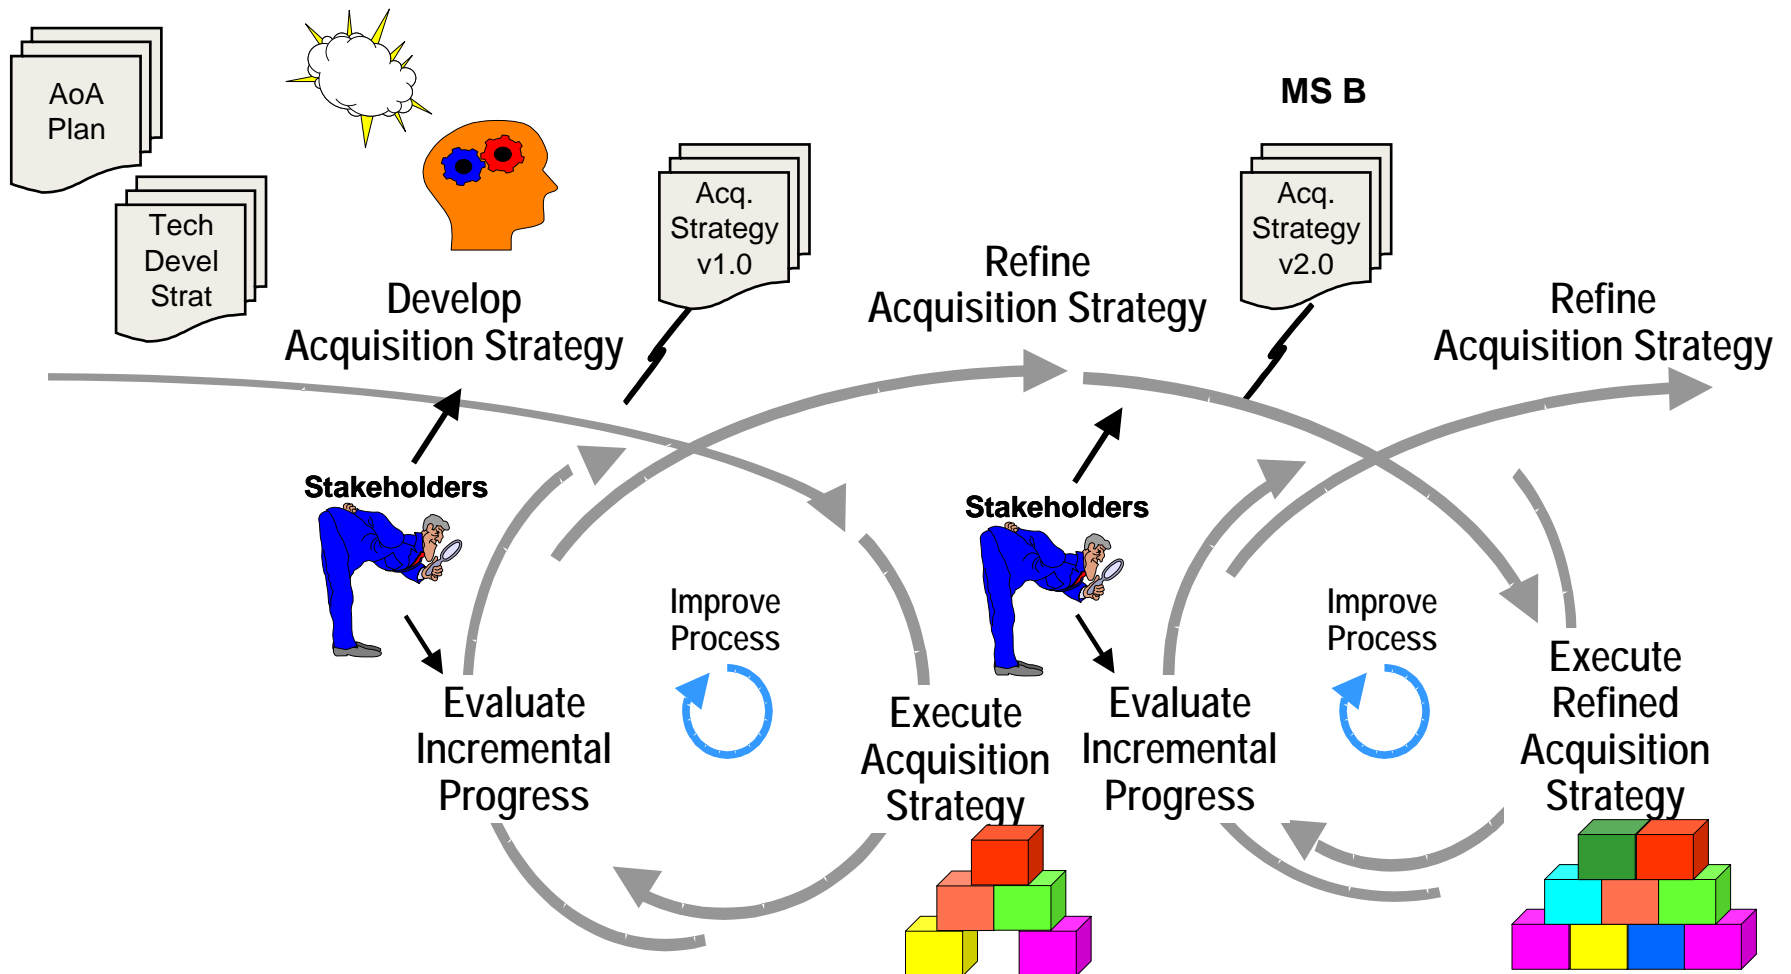 AoA
Plan
Tech
Devel
Strat
Develop
Acquisition Strategy
Acq.
Strategy
v1.0
Refine
Acquisition Strategy
MS B
Acq.
Strategy
v2.0
Refine
Acquisition Strategy
Stakeholders
Stakeholders
Improve
Process
Improve
Process
Evaluate
Incremental
Progress
Execute
Acquisition
Strategy
Evaluate
Incremental
Progress
Execute
Refined
Acquisition
Strategy